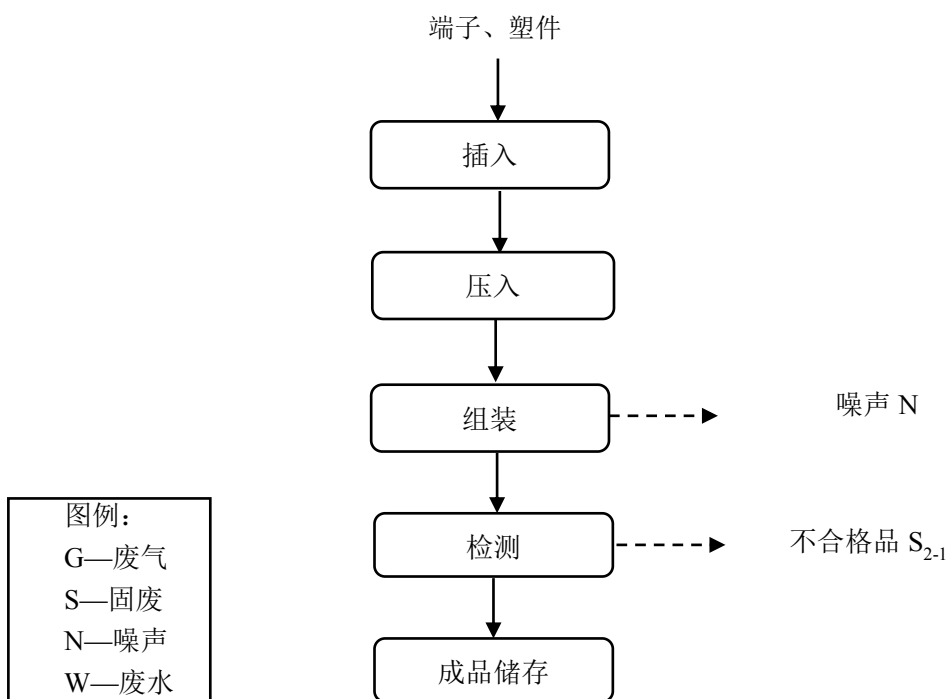 端子、塑件
插入
压入
组装
噪声 N
检测
不合格品 S2-1
成品储存
图例：
G—废气
S—固废
N—噪声
W—废水